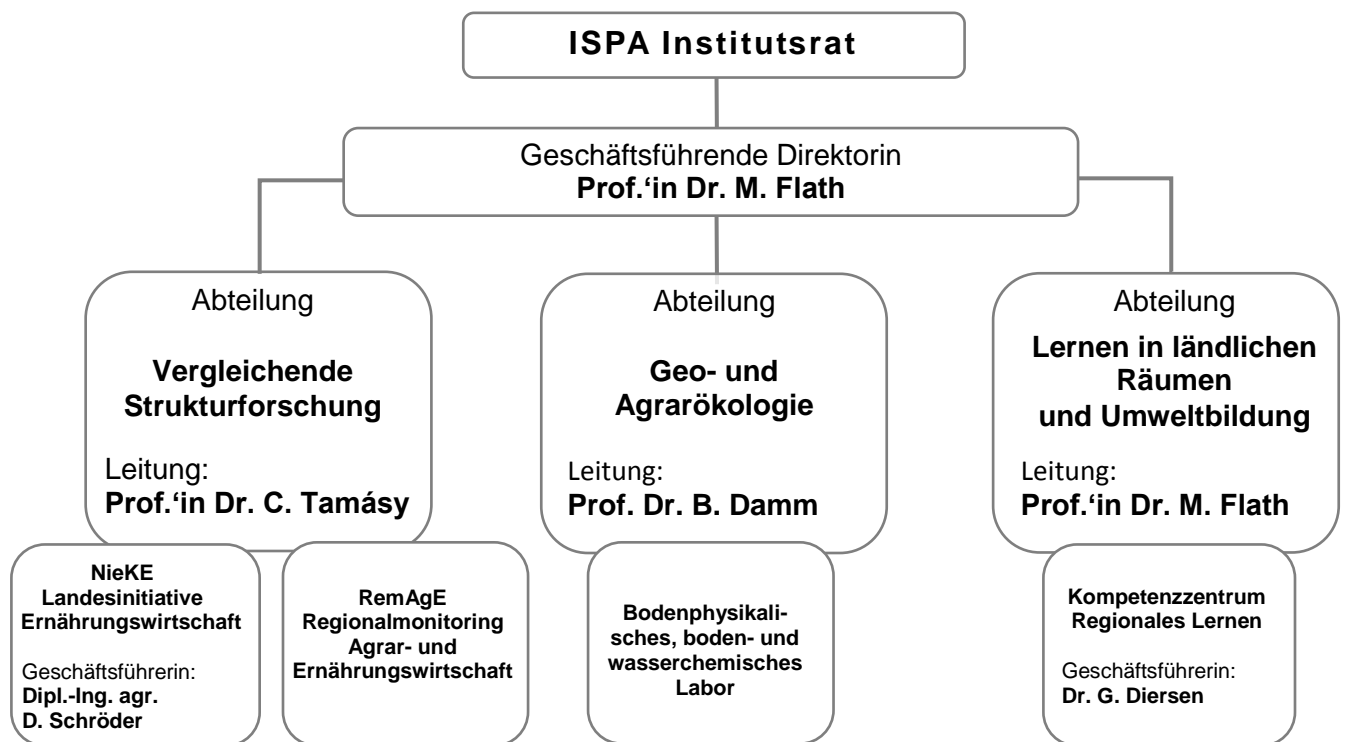 ISPA Institutsrat
Geschäftsführende Direktorin
Prof.‘in Dr. M. Flath
Abteilung
Vergleichende
Strukturforschung
Leitung:
Prof.‘in Dr. C. Tamásy
Abteilung
Geo- und
Agrarökologie
Leitung:
Prof. Dr. B. Damm
Abteilung
Lernen in ländlichen
Räumen
und Umweltbildung
Leitung:
Prof.‘in Dr. M. Flath
NieKE
Landesinitiative
Ernährungswirtschaft
Geschäftsführerin:
Dipl.-Ing. agr.
D. Schröder
RemAgE
Regionalmonitoring
Agrar- und
Ernährungswirtschaft
Bodenphysikali-
sches, boden- und
wasserchemisches
Labor
Kompetenzzentrum
Regionales Lernen
Geschäftsführerin:
Dr. G. Diersen